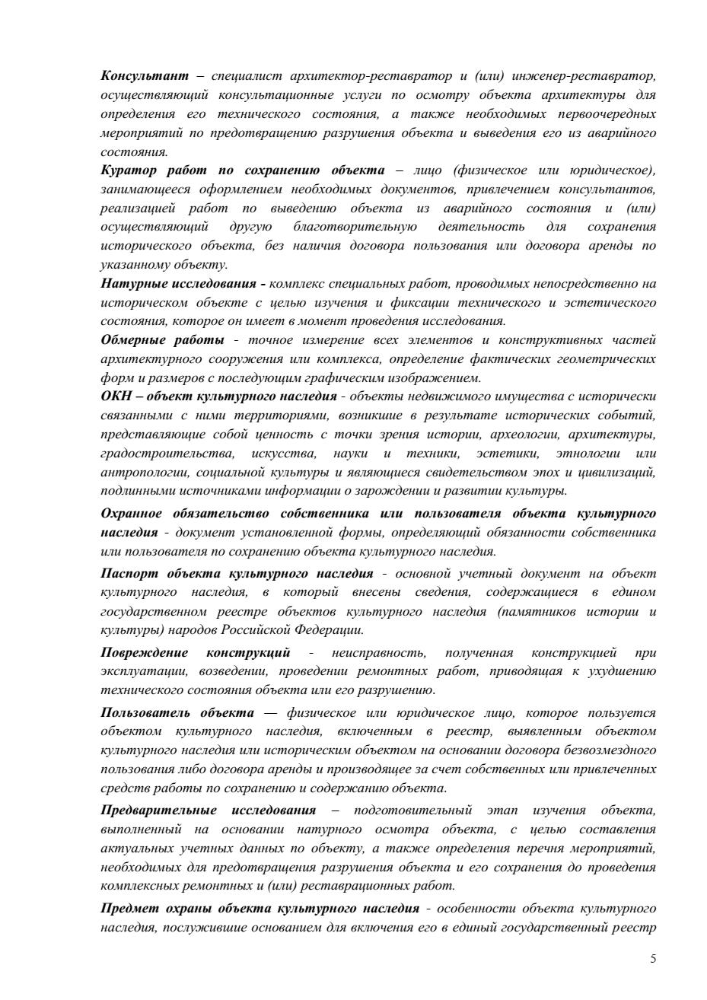 Консультант – специалист архитектор-реставратор и (или) инженер-реставратор,
осуществляющий консультационные услуги по осмотру объекта архитектуры для
определения его технического состояния, а также необходимых первоочередных
мероприятий по предотвращению разрушения объекта и выведения его из аварийного
состояния.
Куратор работ по сохранению объекта – лицо (физическое или юридическое),
занимающееся оформлением необходимых документов, привлечением консультантов,
реализацией работ по выведению объекта из аварийного состояния и (или)
осуществляющий другую благотворительную деятельность для сохранения
исторического объекта, без наличия договора пользования или договора аренды по
указанному объекту.
Натурные исследования - комплекс специальных работ, проводимых непосредственно на
историческом объекте с целью изучения и фиксации технического и эстетического
состояния, которое он имеет в момент проведения исследования.
Обмерные работы - точное измерение всех элементов и конструктивных частей
архитектурного сооружения или комплекса, определение фактических геометрических
форм и размеров с последующим графическим изображением.
ОКН – объект культурного наследия - объекты недвижимого имущества с исторически
связанными с ними территориями, возникшие в результате исторических событий,
представляющие собой ценность с точки зрения истории, археологии, архитектуры,
градостроительства, искусства, науки и техники, эстетики, этнологии или
антропологии, социальной культуры и являющиеся свидетельством эпох и цивилизаций,
подлинными источниками информации о зарождении и развитии культуры.
Охранное обязательство собственника или пользователя объекта культурного
наследия - документ установленной формы, определяющий обязанности собственника
или пользователя по сохранению объекта культурного наследия.
Паспорт объекта культурного наследия - основной учетный документ на объект
культурного наследия, в который внесены сведения, содержащиеся в едином
государственном реестре объектов культурного наследия (памятников истории и
культуры) народов Российской Федерации.
Повреждение конструкций - неисправность, полученная конструкцией при
эксплуатации, возведении, проведении ремонтных работ, приводящая к ухудшению
технического состояния объекта или его разрушению.
Пользователь объекта — физическое или юридическое лицо, которое пользуется
объектом культурного наследия, включенным в реестр, выявленным объектом
культурного наследия или историческим объектом на основании договора безвозмездного
пользования либо договора аренды и производящее за счет собственных или привлеченных
средств работы по сохранению и содержанию объекта.
Предварительные исследования – подготовительный этап изучения объекта,
выполненный на основании натурного осмотра объекта, с целью составления
актуальных учетных данных по объекту, а также определения перечня мероприятий,
необходимых для предотвращения разрушения объекта и его сохранения до проведения
комплексных ремонтных и (или) реставрационных работ.
Предмет охраны объекта культурного наследия - особенности объекта культурного
наследия, послужившие основанием для включения его в единый государственный реестр
5